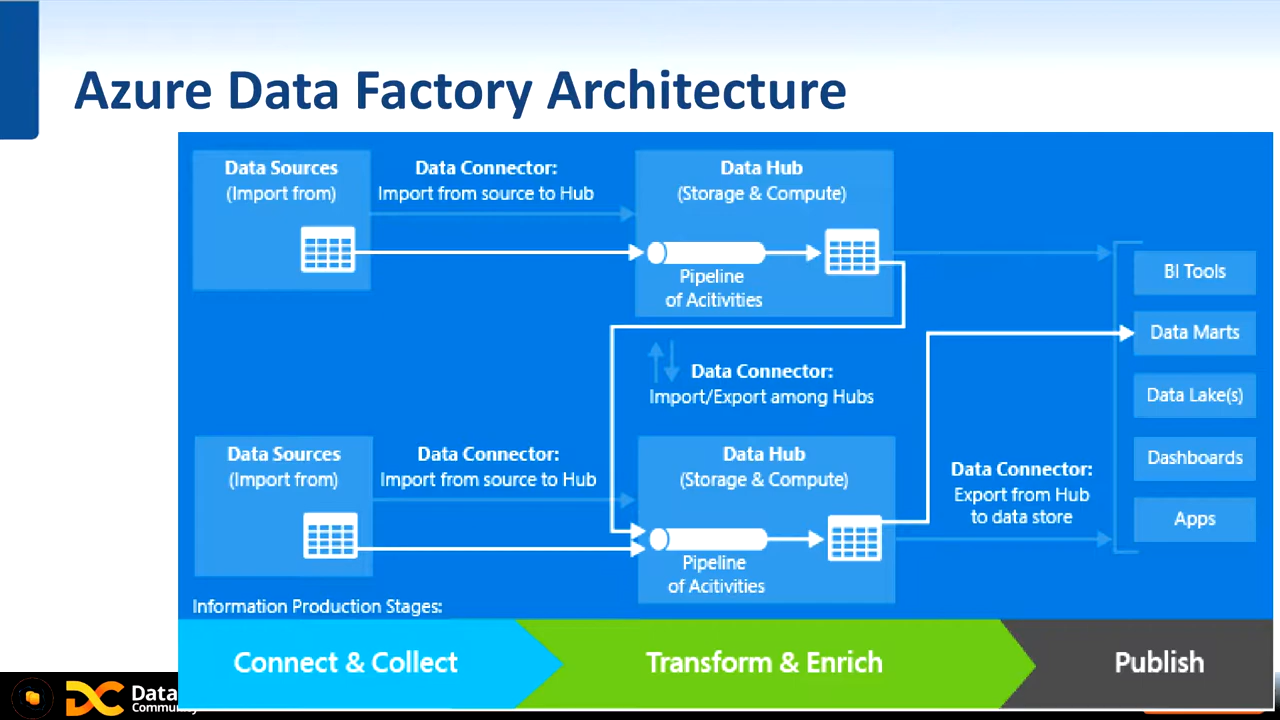 Azure Data Factory Architecture
Data Sources
(Import from)
Data Connector:
Import from source to Hub
Data Hub
(Storage & Compute)
Pipeline
of Acitivities
BI Tools
Data Marts
Data Lake(s)
Dashboards
Apps
Data Connector:
Import/Export among Hubs
Data Sources
(Import from)
Data Connector:
Import from source to Hub
Data Hub
(Storage & Compute)
Pipeline
of Acitivities
Data Connector:
Export from Hub
to data store
Information Production Stages:
Connect & Collect
Transform & Enrich
Publish
DC
Data
Community